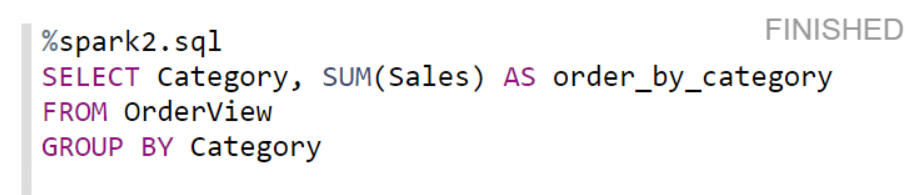 FINISHED
%spark2.sql
SELECT Category, SUM(Sales) AS order_by_category
FROM OrderView
GROUP BY Category